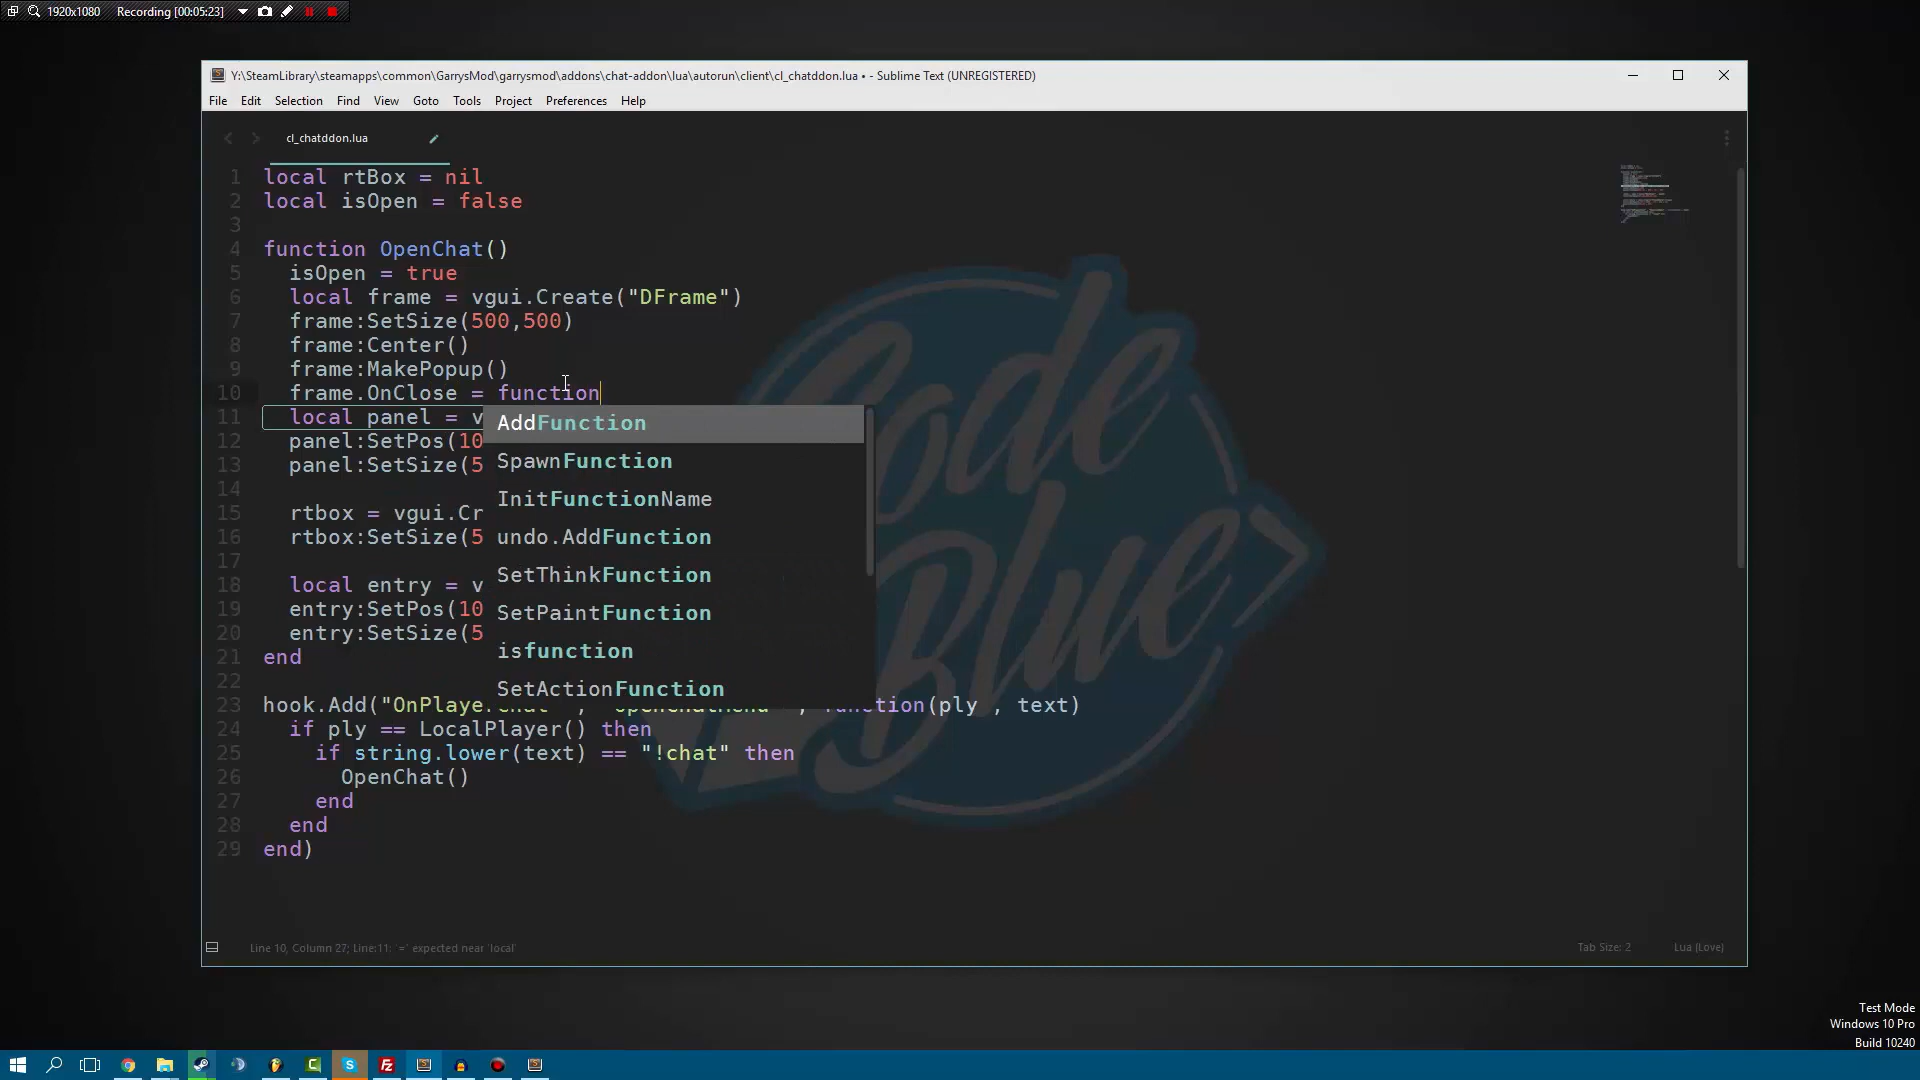 1920x1080 Recording [00:05:23]
Y:\SteamLibrary\steamapps\common\GarrysMod\garrysmod\addons\chat-addon\lua\autorun\client\cl_chatddon.lua • - Sublime Text (UNREGISTERED)
File Edit Selection Find View Goto Tools Project Preferences Help
cl_chatddon.lua
1 local rtBox = nil
2 local isOpen = false
3
4 function OpenChat()
5 isOpen = true
6 local frame = vgui.Create("DFrame")
7 frame:SetSize(500,500)
8 frame:Center()
9 frame:MakePopup()
10 frame.OnClose = function
11 local panel = v
12 panel:SetPos(10
13 panel:SetSize(5
14
15 rtbox = vgui.Cr
16 rtbox:SetSize(5
17
18 local entry = v
19 entry:SetPos(10
20 entry:SetSize(5
21 end
22
23 hook.Add("OnPlaye function(ply , text)
24 if ply == LocalPlayer() then
25 if string.lower(text) == "!chat" then
26 OpenChat()
27 end
28 end
29 end)
AddFunction
SpawnFunction
InitFunctionName
undo.AddFunction
SetThinkFunction
SetPaintFunction
isfunction
SetActionFunction
Code
Blue
Line 10, Column 27; Line:11: `=' expected near 'local'
Tab Size: 2 Lua (Love)
Test Mode
Windows 10 Pro
Build 10240